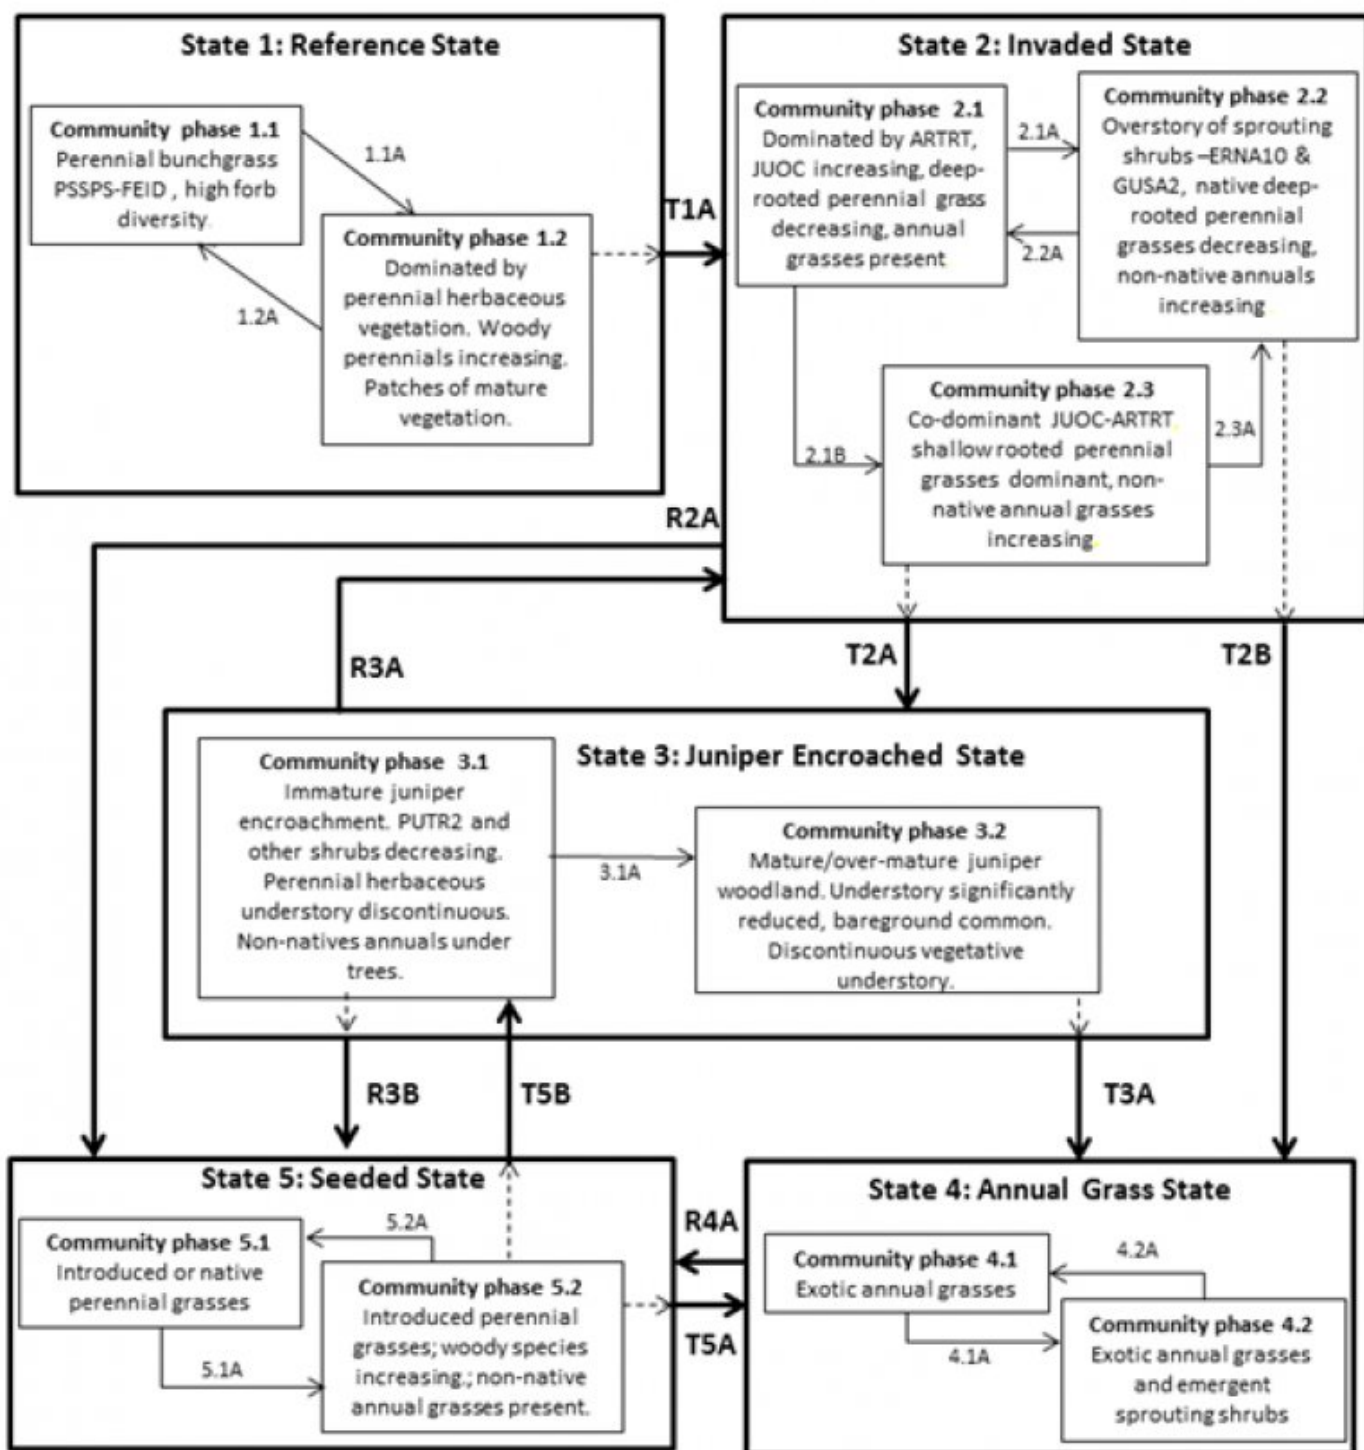 State 1: Reference State
Community phase 1.1
Perennial bunchgrass
PSSPS-FEID , high forb
diversity.
1.1A
Community phase 1.2
Dominated by
perennial herbaceous
vegetation. Woody
perennials increasing.
Patches of mature
vegetation.
1.2A
T1A
State 2: Invaded State
Community phase 2.1
Dominated by ARTRT,
JUOC increasing, deep-
rooted perennial grass
decreasing, annual
grasses present
2.1A
2.2A
Community phase 2.2
Overstory of sprouting
shrubs –ERNA10 &
GUSA2, native deep-
rooted perennial
grasses decreasing,
non-native annuals
increasing
2.1B
Community phase 2.3
Co-dominant JUOC-ARTRT,
shallow rooted perennial
grasses dominant, non-
native annual grasses
increasing.
2.3A
R2A
R3A
T2A
T2B
State 3: Juniper Encroached State
Community phase 3.1
Immature juniper
encroachment. PUTR2 and
other shrubs decreasing.
Perennial herbaceous
understory discontinuous.
Non-natives annuals under
trees.
3.1A
Community phase 3.2
Mature/over-mature juniper
woodland. Understory significantly
reduced, bareground common.
Discontinuous vegetative
understory.
R3B
T5B
T3A
State 5: Seeded State
Community phase 5.1
Introduced or native
perennial grasses
5.2A
5.1A
Community phase 5.2
Introduced perennial
grasses; woody species
increasing.; non-native
annual grasses present.
R4A
T5A
State 4: Annual Grass State
Community phase 4.1
Exotic annual grasses
4.2A
4.1A
Community phase 4.2
Exotic annual grasses
and emergent
sprouting shrubs